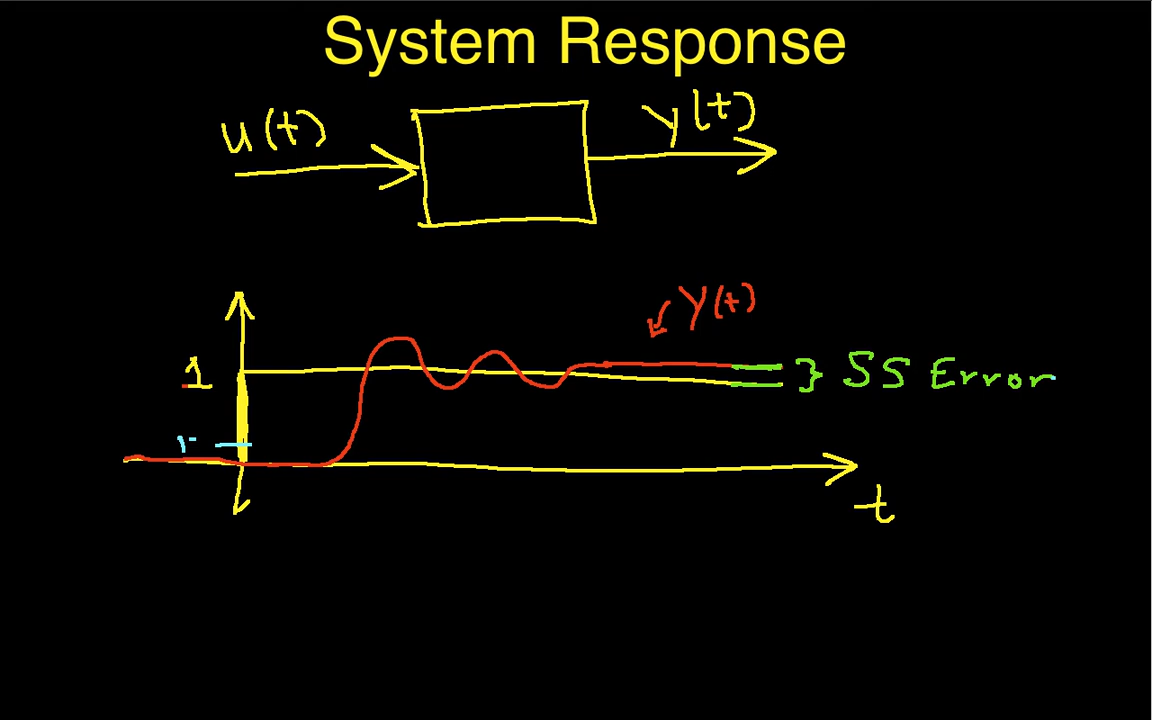 System Response
u(t)
y(t)
y(t)
1
} SS Error
t